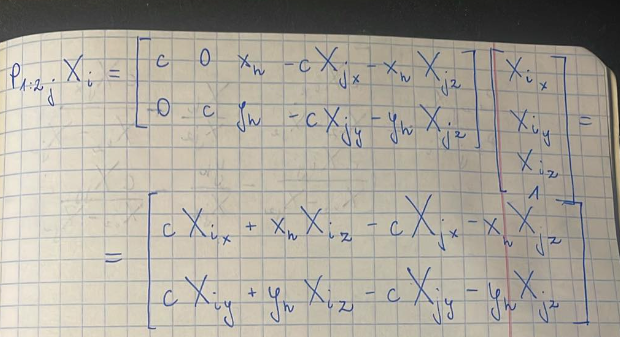 P_{1:2_j} X_i = \begin{bmatrix} c & 0 & x_h & -cX_{j_x} - x_h X_{j_z} \\ 0 & c & y_h & -cX_{j_y} - y_h X_{j_z} \end{bmatrix} \begin{bmatrix} X_{i_x} \\ X_{i_y} \\ X_{i_z} \\ 1 \end{bmatrix} =
= \begin{bmatrix} cX_{i_x} + x_h X_{i_z} - cX_{j_x} - x_h X_{j_z} \\ cX_{i_y} + y_h X_{i_z} - cX_{j_y} - y_h X_{j_z} \end{bmatrix}